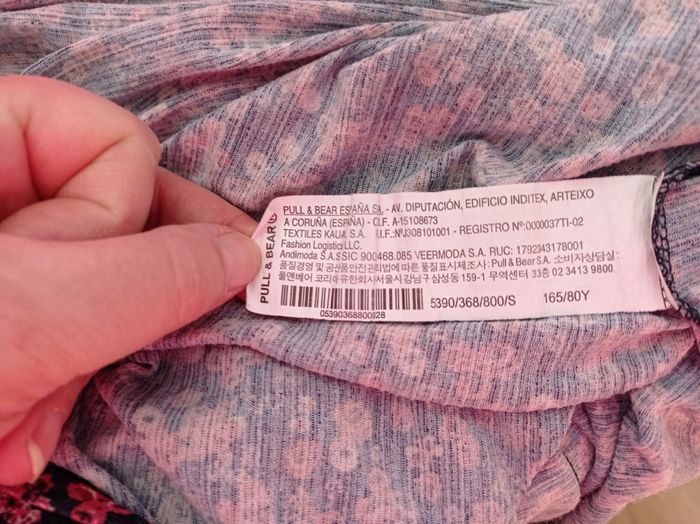 PULL & BEAR
PULL & BEAR ESPAÑA S.A. - AV. DIPUTACIÓN, EDIFICIO INDITEX, ARTEIXO
A CORUÑA (ESPAÑA) - CIF. A-15108673
TEXTILES KAUA, S.A. R.I.F.:Nº:J308101001 - REGISTRO Nº:0000037TI-02
Fashion Logistics LLC.
Andimoda S.A.S SIC 900468.085 VEERMODA S.A. RUC: 1792343178001
품질경영 및 공산품안전관리법에 따른 품질표시 제조사 : Pull & Bear S.A. 소비자상담실 :
풀앤베어 코리아 유한회사 서울시 강남구 삼성동 159-1 무역센터 33층 02 3413 9800
5390/368/800/S 165/80Y
05390368800028